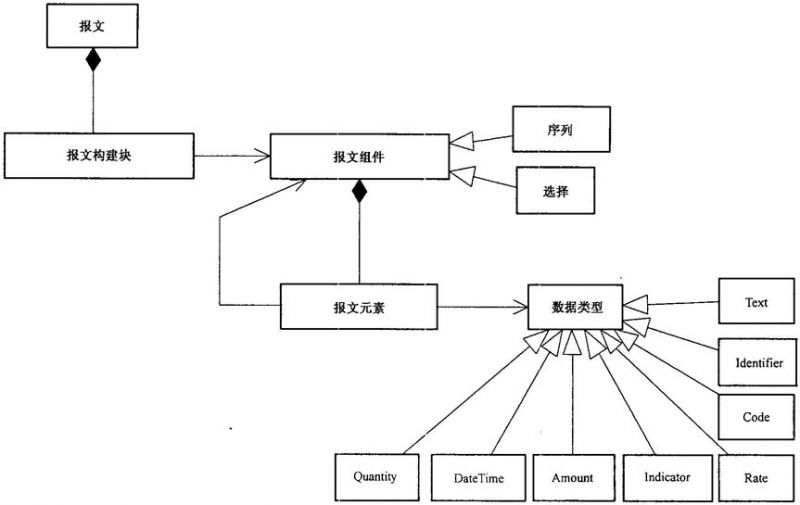 报文
报文构建块
报文组件
序列
选择
报文元素
数据类型
Text
Identifier
Code
Quantity
DateTime
Amount
Indicator
Rate